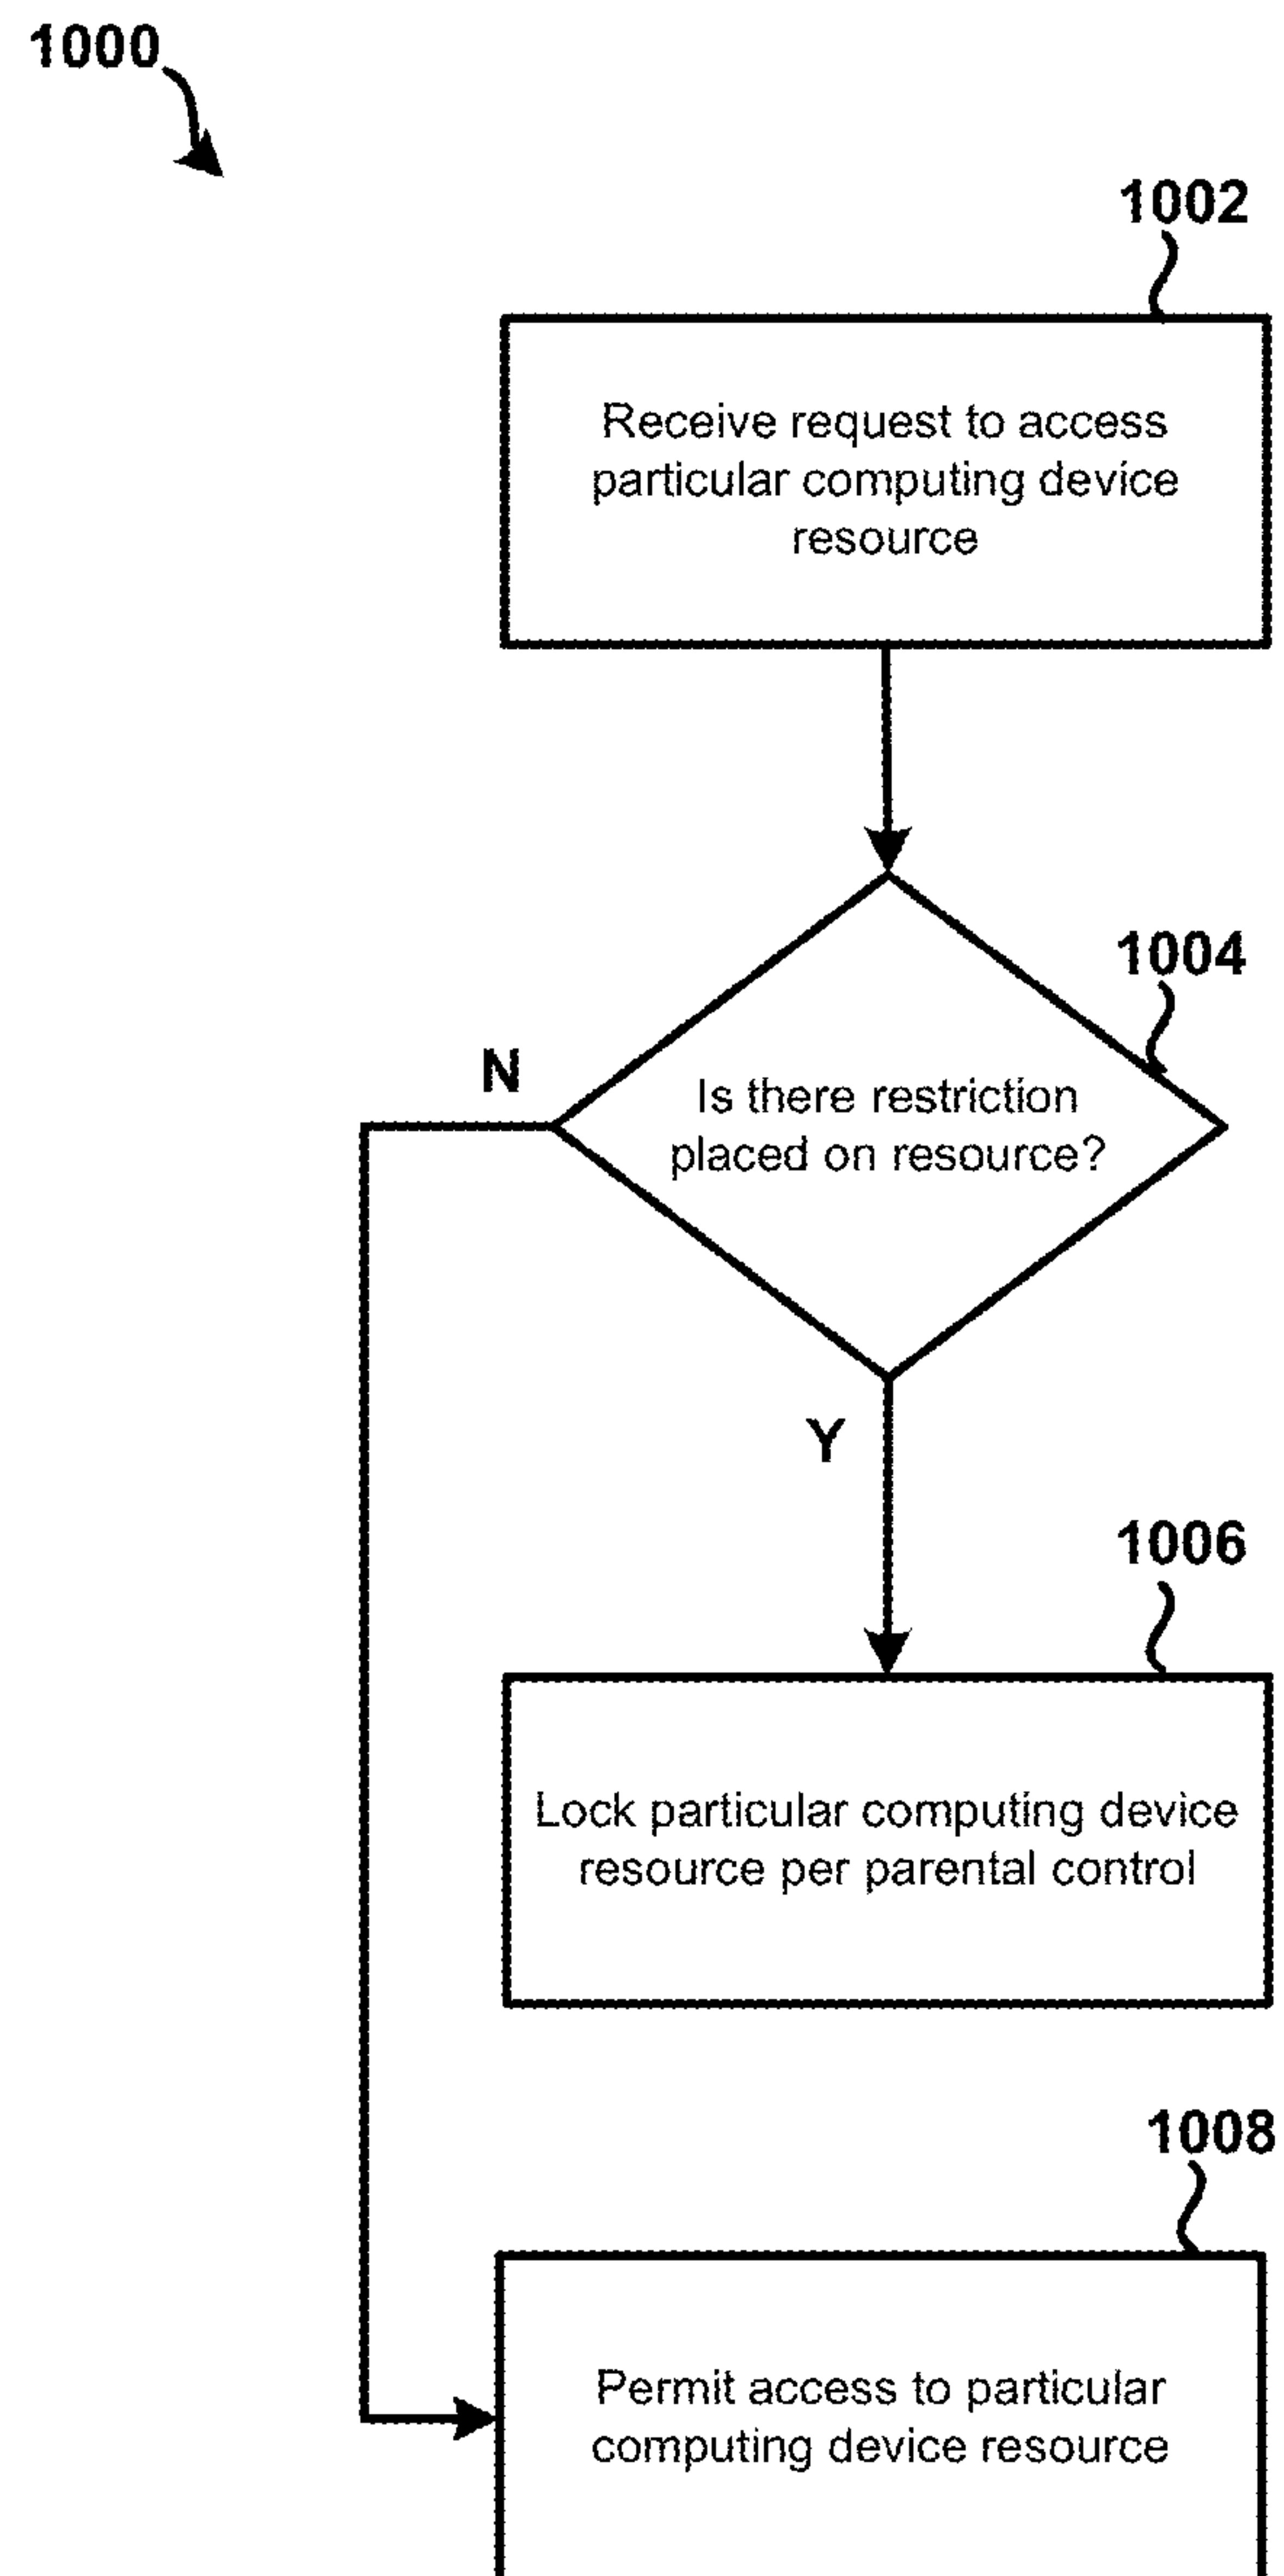 1000
1002
Receive request to access
particular computing device
resource
1004
N
Is there restriction
placed on resource?
Y
1006
Lock particular computing device
resource per parental control
1008
Permit access to particular
computing device resource